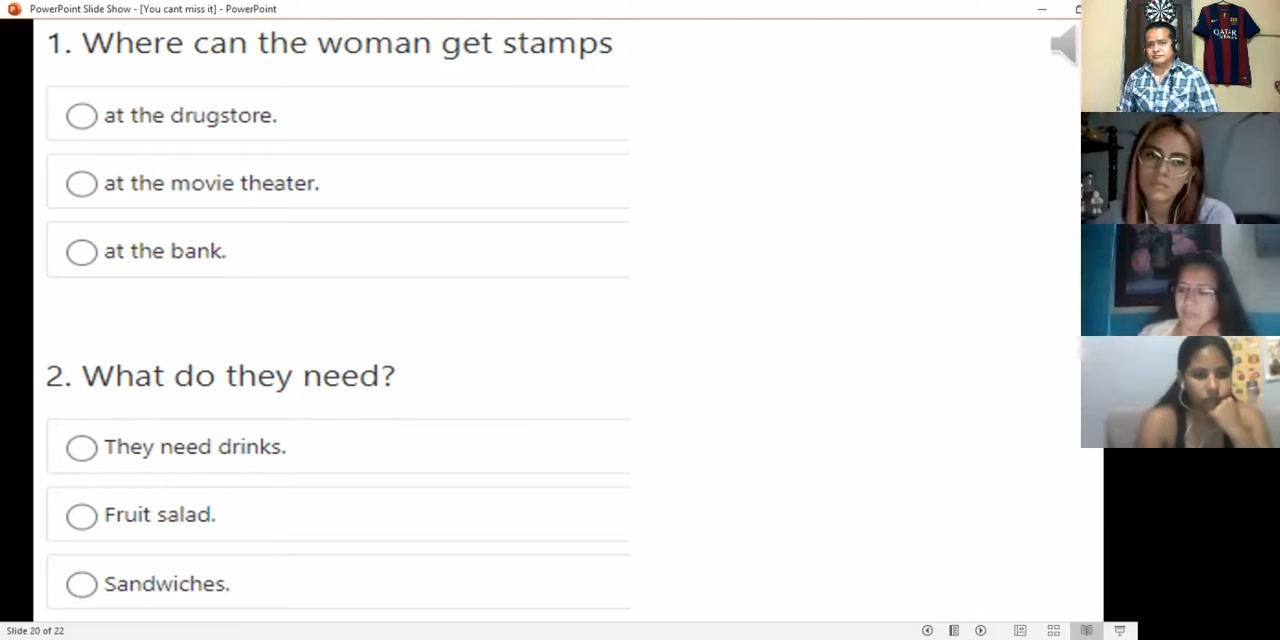 PowerPoint Slide Show - [You cant miss it] - PowerPoint
1. Where can the woman get stamps
at the drugstore.
at the movie theater.
at the bank.
2. What do they need?
They need drinks.
Fruit salad.
Sandwiches.
QATAR
Slide 20 of 22